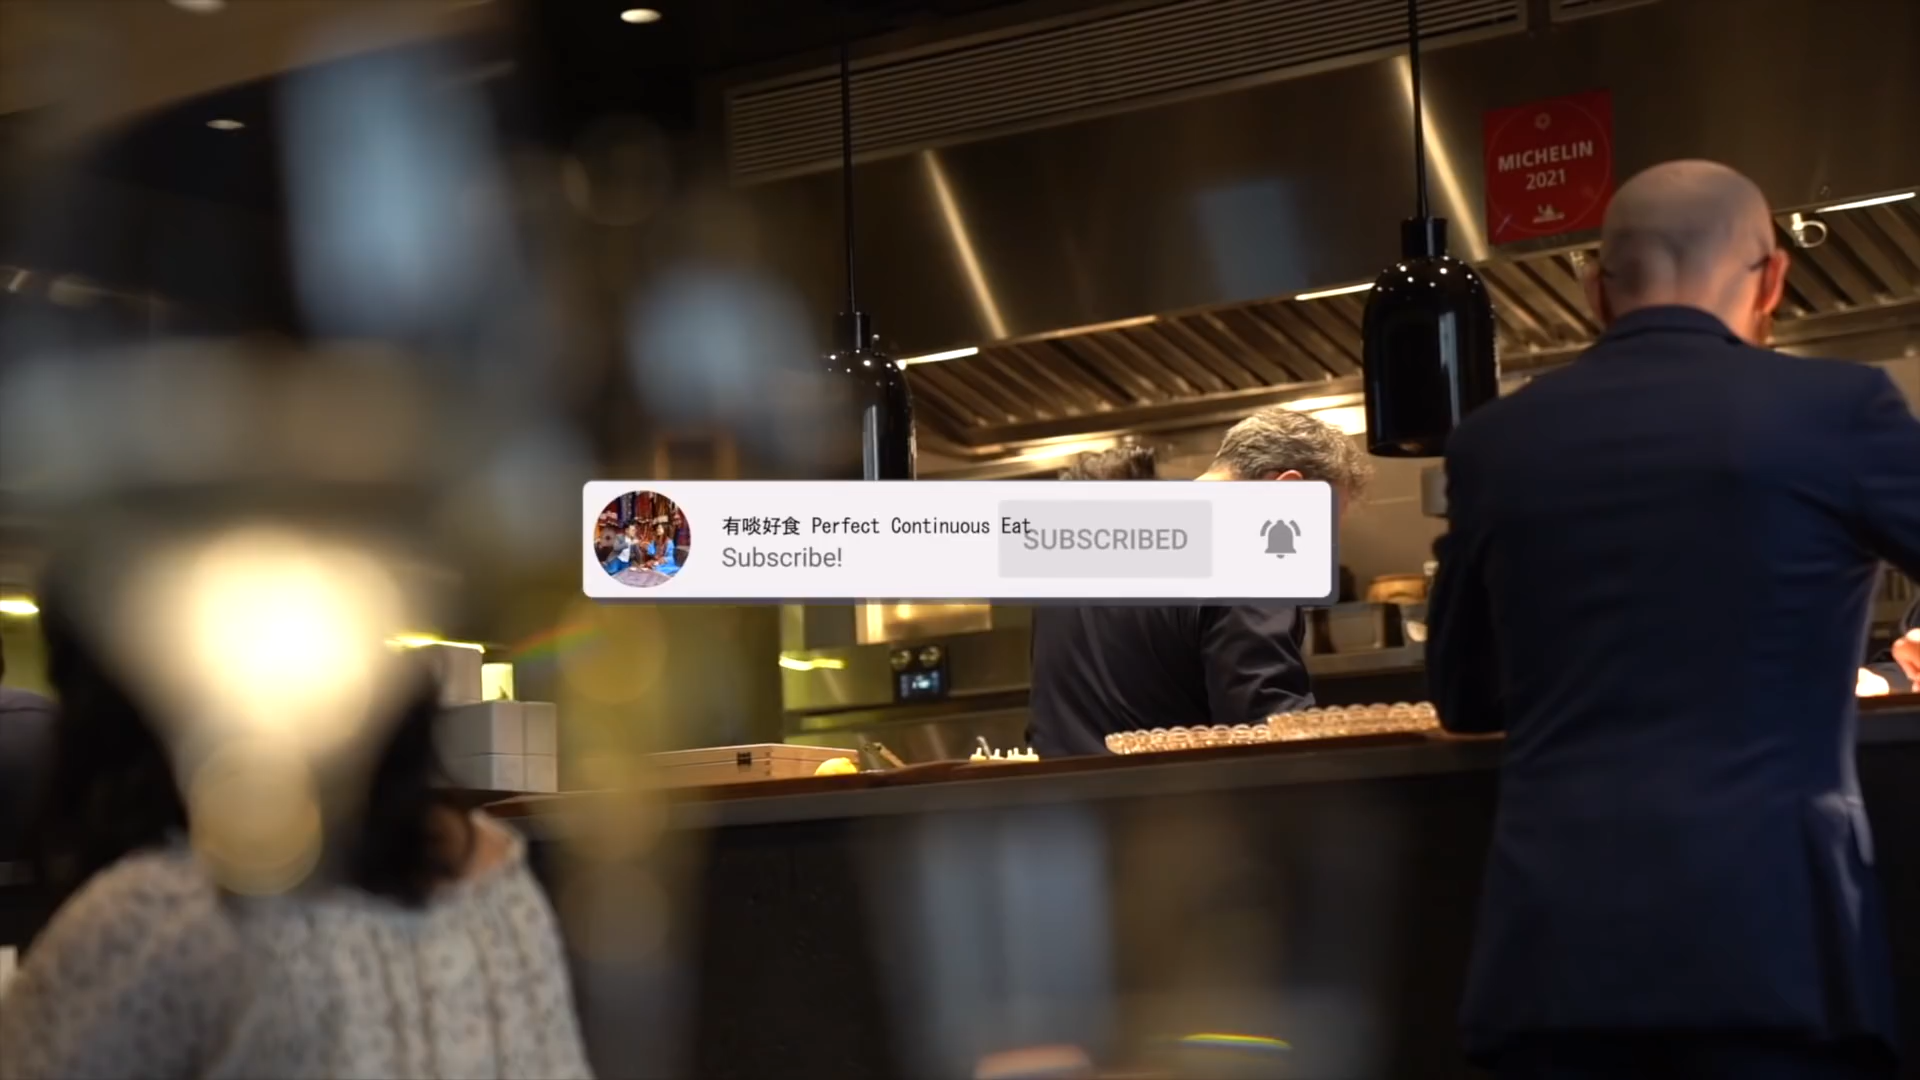 MICHELIN
2021
有啖好食 Perfect Continuous Eat
Subscribe!
SUBSCRIBED